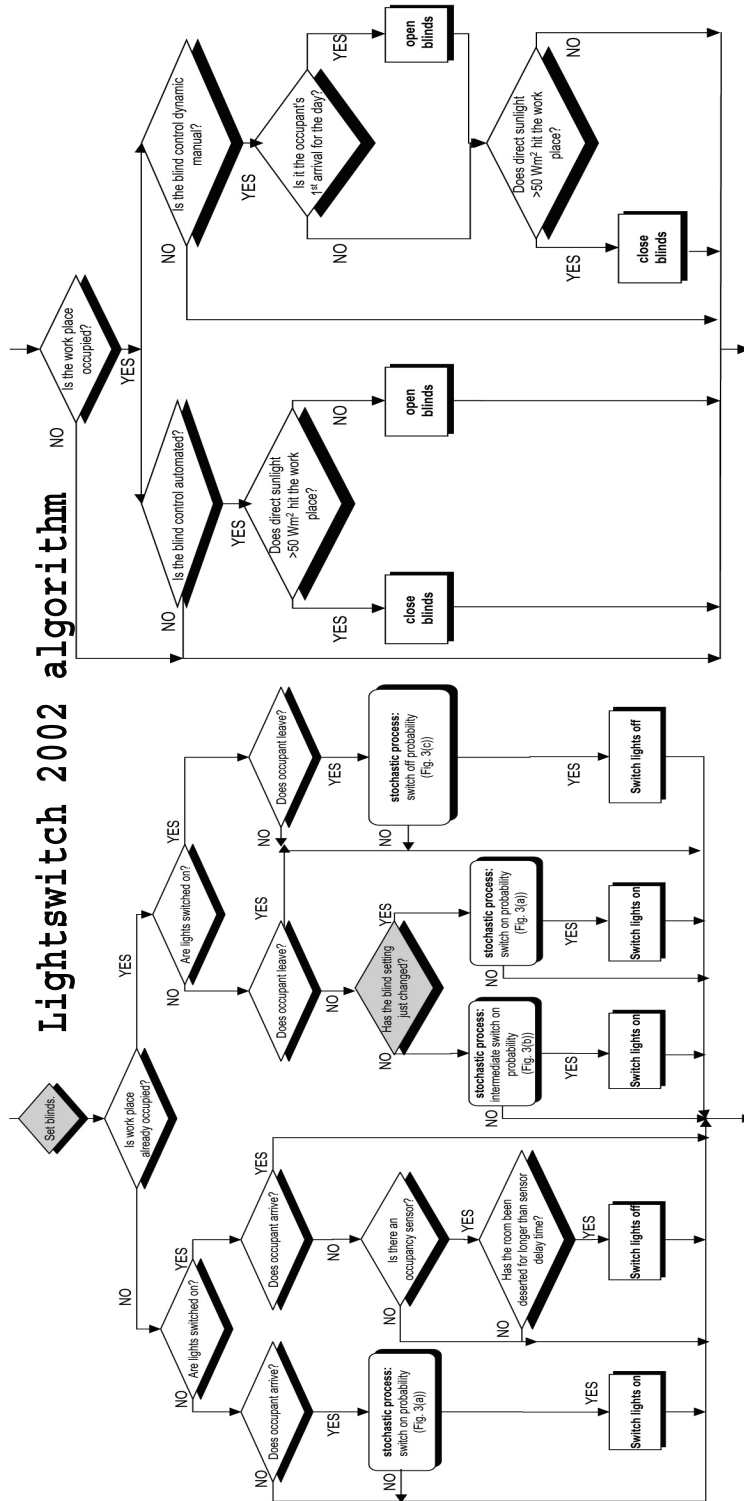 Lightswitch 2002 algorithm
Set blinds.
Is work place
already occupied?
NO
YES
Are lights switched on?
NO
YES
Does occupant arrive?
NO
YES
stochastic process:
switch on probability
(Fig. 3(a))
NO
YES
Switch lights on
Does occupant arrive?
YES
NO
Is there an
occupancy sensor?
NO
YES
Has the room been
deserted for longer than sensor
delay time?
NO
YES
Switch lights off
Are lights switched on?
NO
YES
Does occupant leave?
YES
NO
Has the blind setting
just changed?
NO
YES
stochastic process:
intermediate switch on
probability
(Fig. 3(b))
NO
YES
Switch lights on
stochastic process:
switch on probability
(Fig. 3(a))
NO
YES
Switch lights on
Does occupant leave?
NO
YES
stochastic process:
switch off probability
(Fig. 3(c))
NO
YES
Switch lights off
Is the work place
occupied?
NO
YES
Is the blind control automated?
NO
YES
Does direct sunlight
>50 Wm² hit the work
place?
YES
NO
close
blinds
open
blinds
Is the blind control dynamic
manual?
NO
YES
Is it the occupant's
1st arrival for the day?
NO
YES
open
blinds
Does direct sunlight
>50 Wm² hit the work
place?
YES
NO
close
blinds